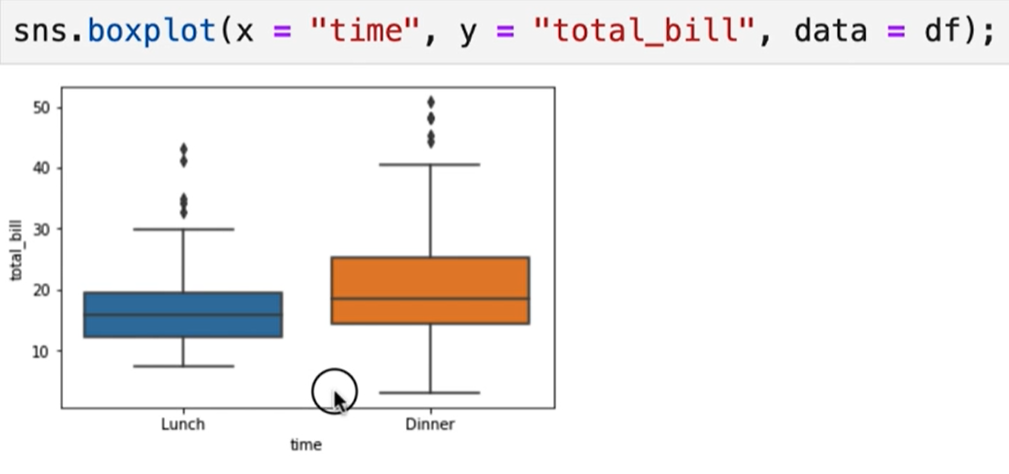 sns.boxplot(x = "time", y = "total_bill", data = df);
50
40
30
20
10
total_bill
Lunch Dinner
time